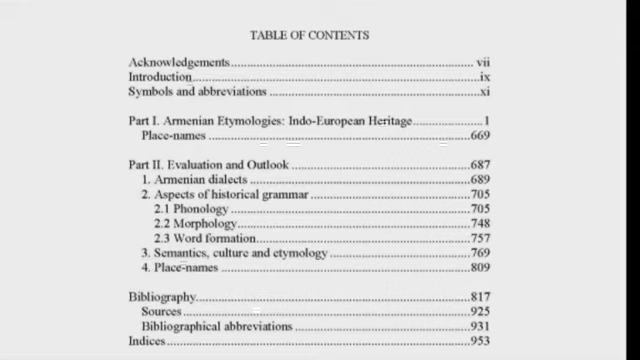 TABLE OF CONTENTS
Acknowledgements.......................................................... vii
Introduction.....................................................................ix
Symbols and abbreviations ................................................xi
Part I. Armenian Etymologies: Indo-European Heritage.................1
Place-names ................................................................669
Part II. Evaluation and Outlook ..........................................687
1. Armenian dialects .......................................................689
2. Aspects of historical grammar .....................................705
2.1 Phonology ................................................................705
2.2 Morphology..............................................................748
2.3 Word formation........................................................757
3. Semantics, culture and etymology .................................769
4. Place-names ..............................................................809
Bibliography....................................................................817
Sources ..........................................................................925
Bibliographical abbreviations ..........................................931
Indices.............................................................................953